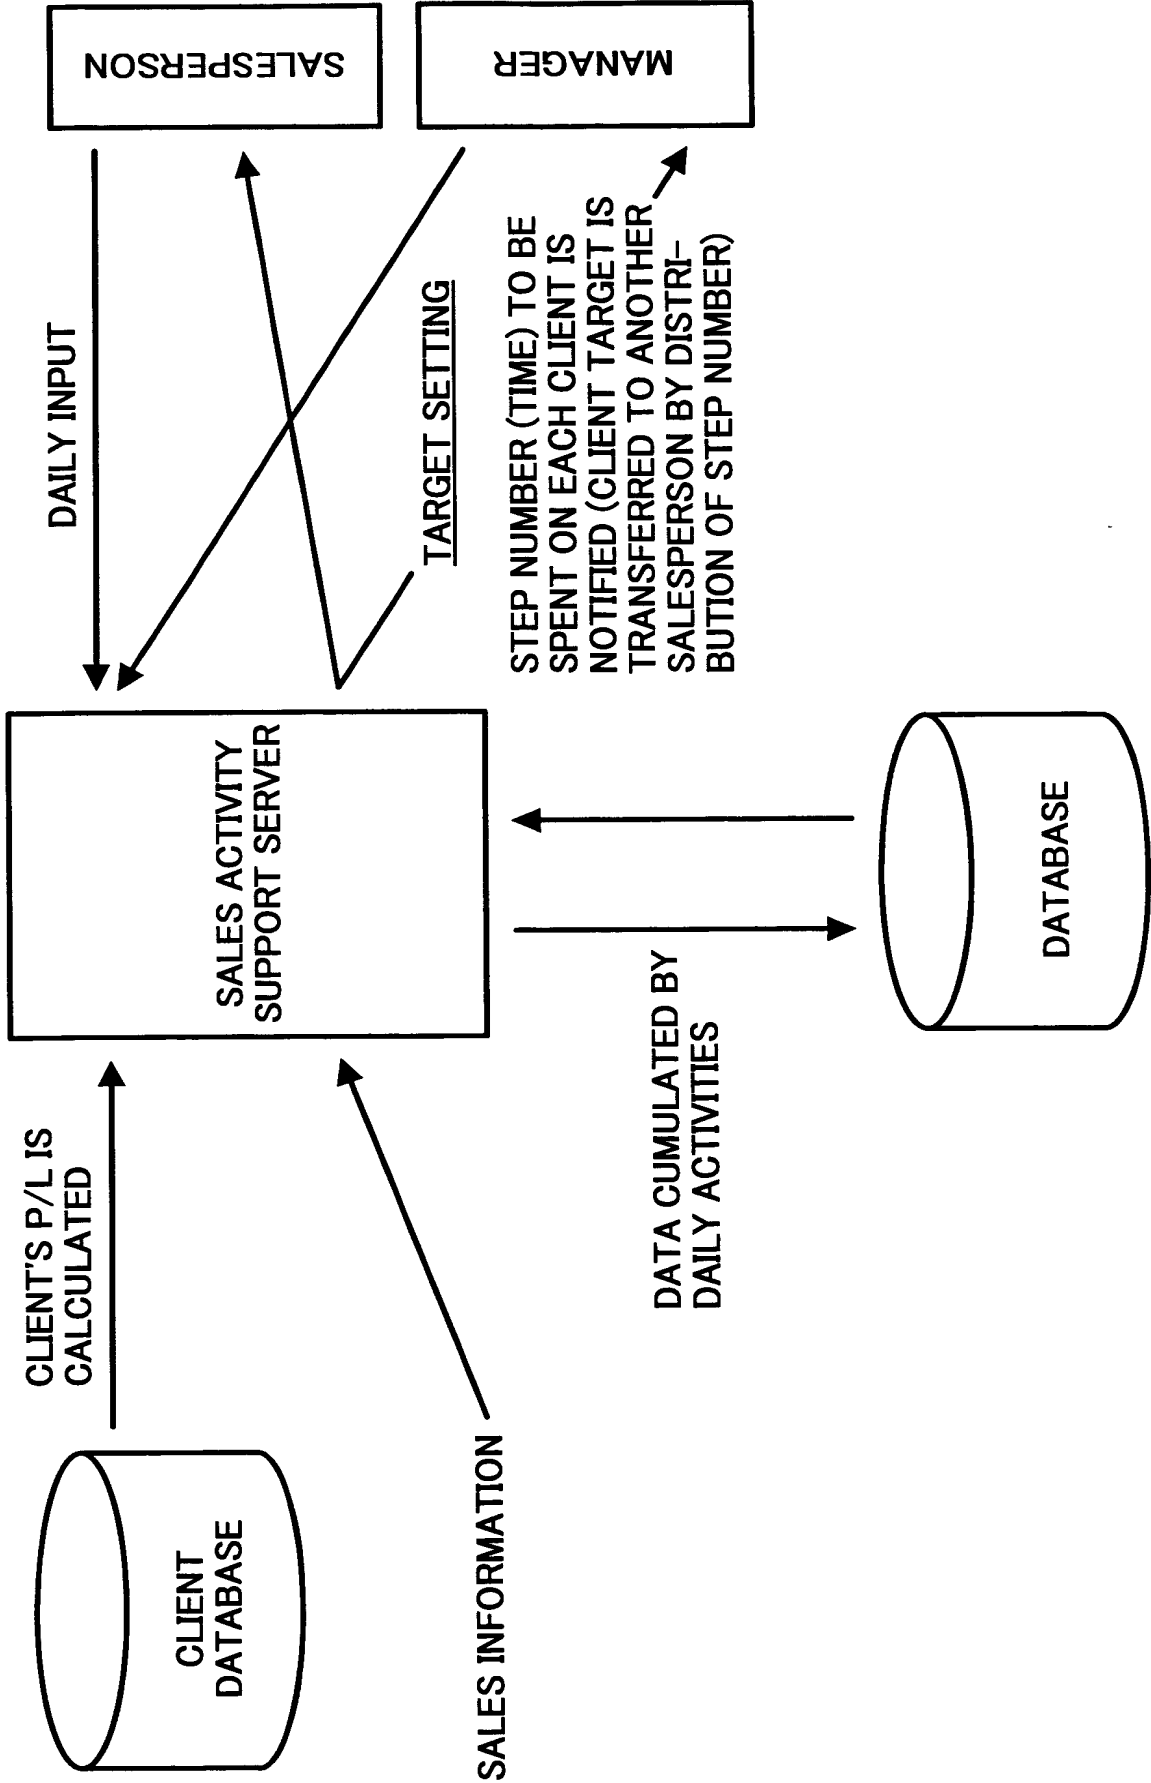 CLIENT
DATABASE
CLIENT'S P/L IS
CALCULATED
SALES INFORMATION
SALES ACTIVITY
SUPPORT SERVER
DATA CUMULATED BY
DAILY ACTIVITIES
DATABASE
DAILY INPUT
TARGET SETTING
STEP NUMBER (TIME) TO BE
SPENT ON EACH CLIENT IS
NOTIFIED (CLIENT TARGET IS
TRANSFERRED TO ANOTHER
SALESPERSON BY DISTRI-
BUTION OF STEP NUMBER)
SALESPERSON
MANAGER